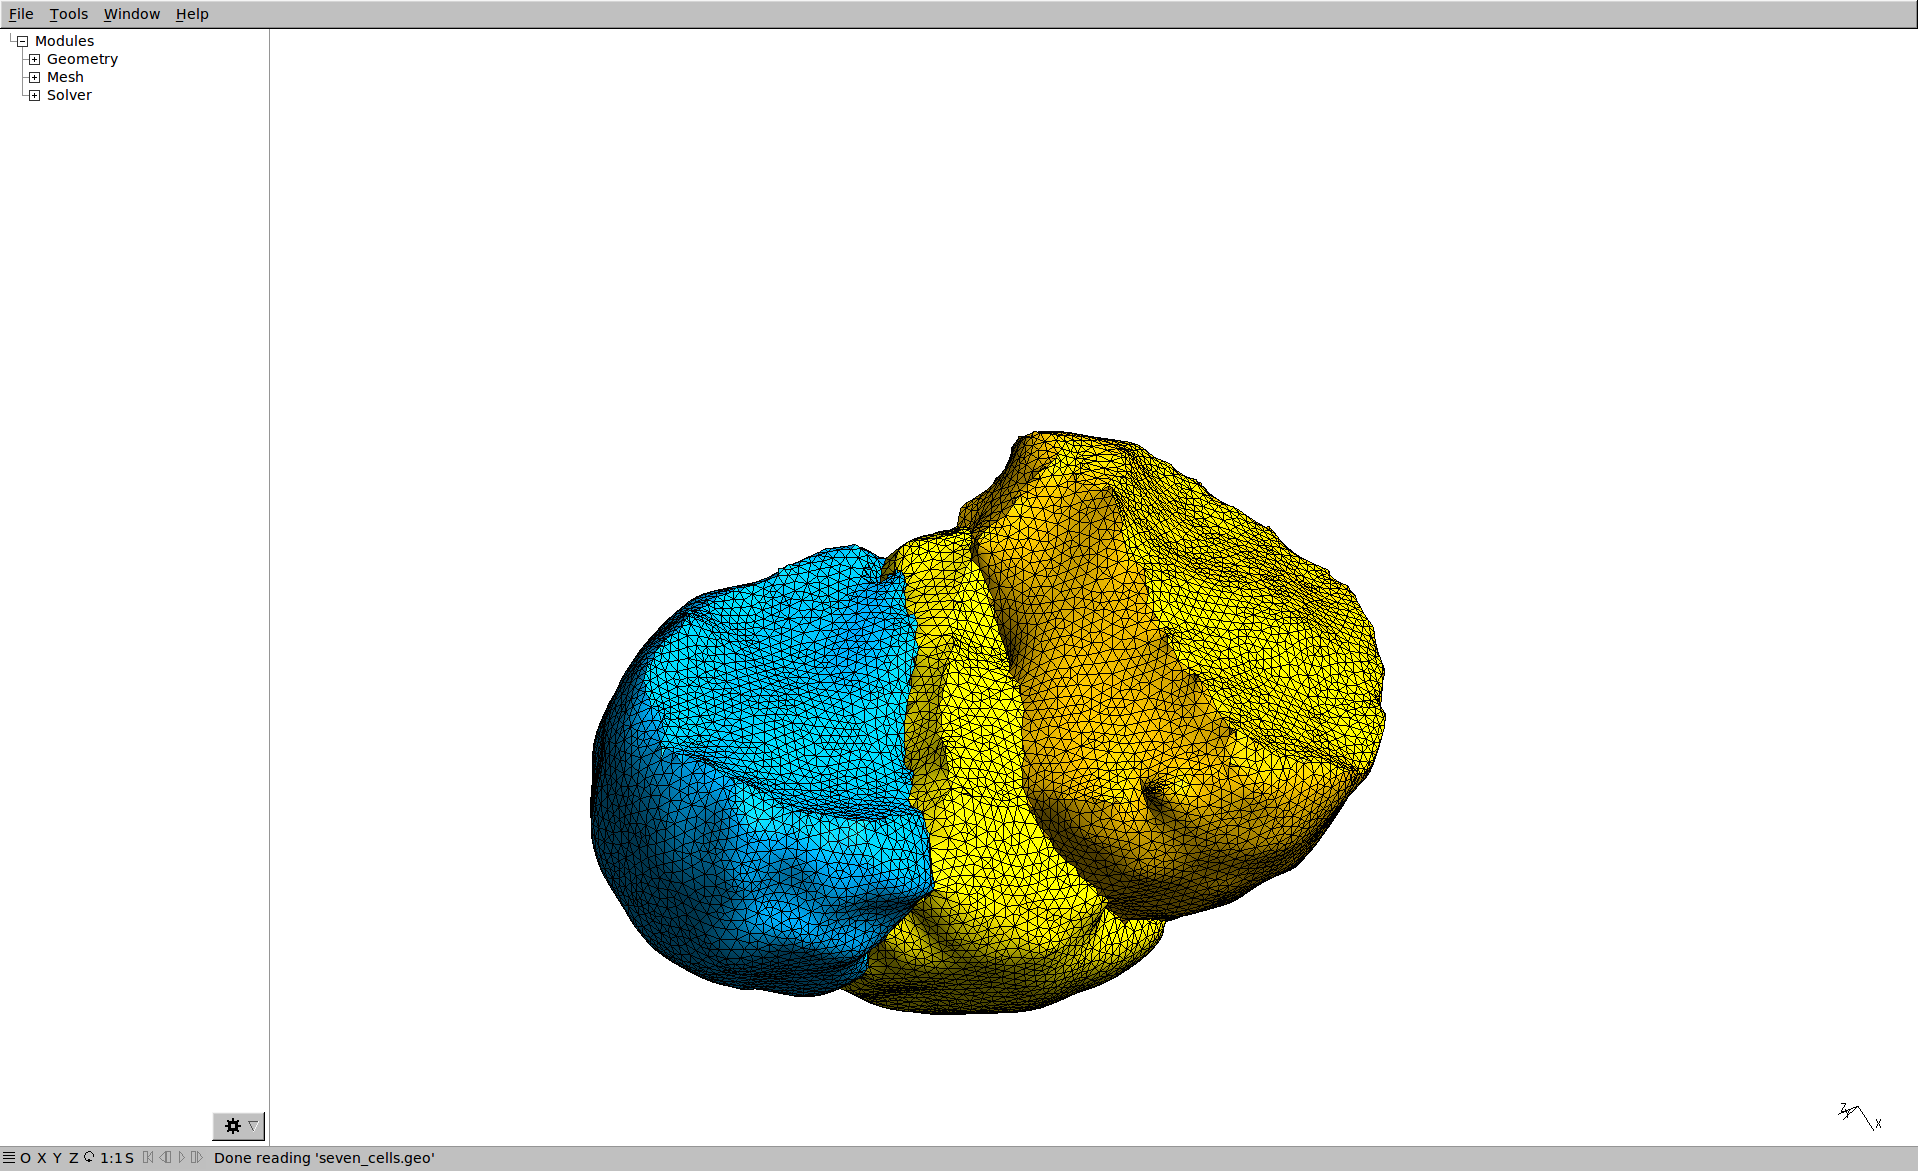 File Tools Window Help
Modules
Geometry
Mesh
Solver
Z Y X
O X Y Z 1:1 S Done reading 'seven_cells.geo'